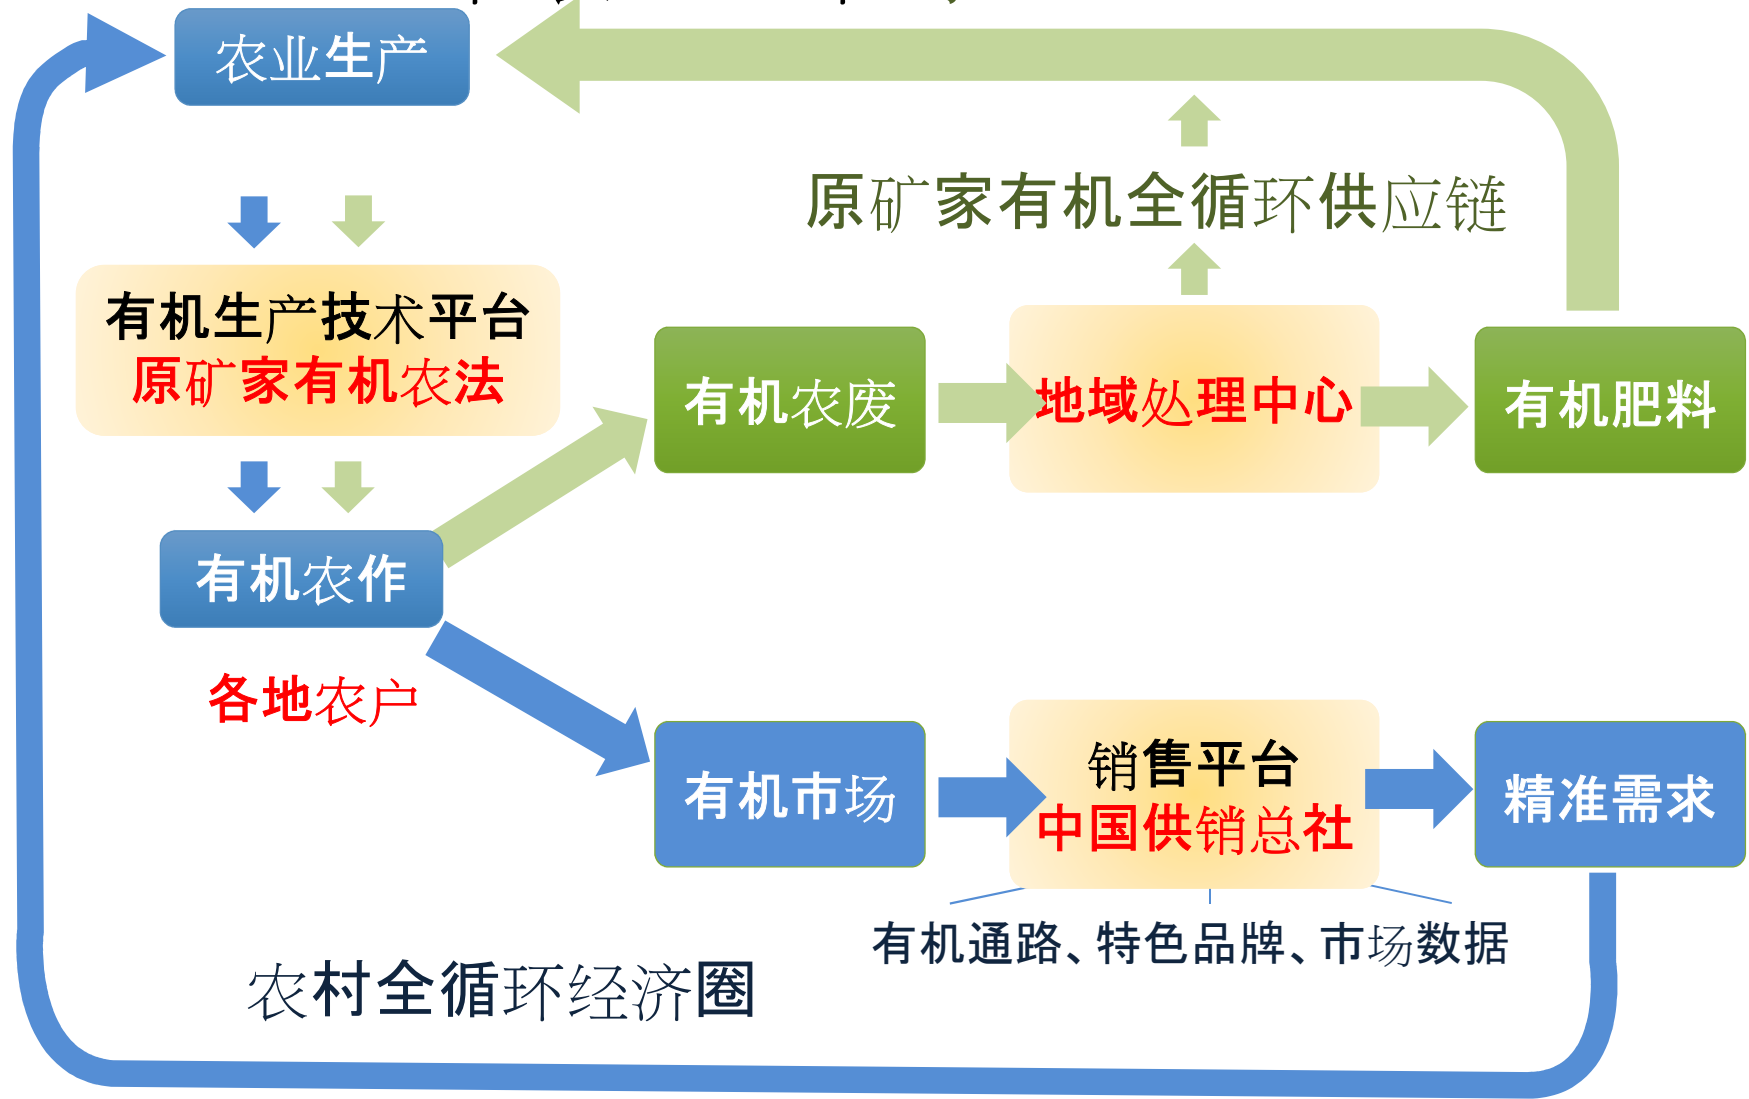 农业生产
原矿家有机全循环供应链
有机生产技术平台
原矿家有机农法
有机农废
地域处理中心
有机肥料
有机农作
各地农户
有机市场
销售平台
中国供销总社
精准需求
有机通路、特色品牌、市场数据
农村全循环经济圈